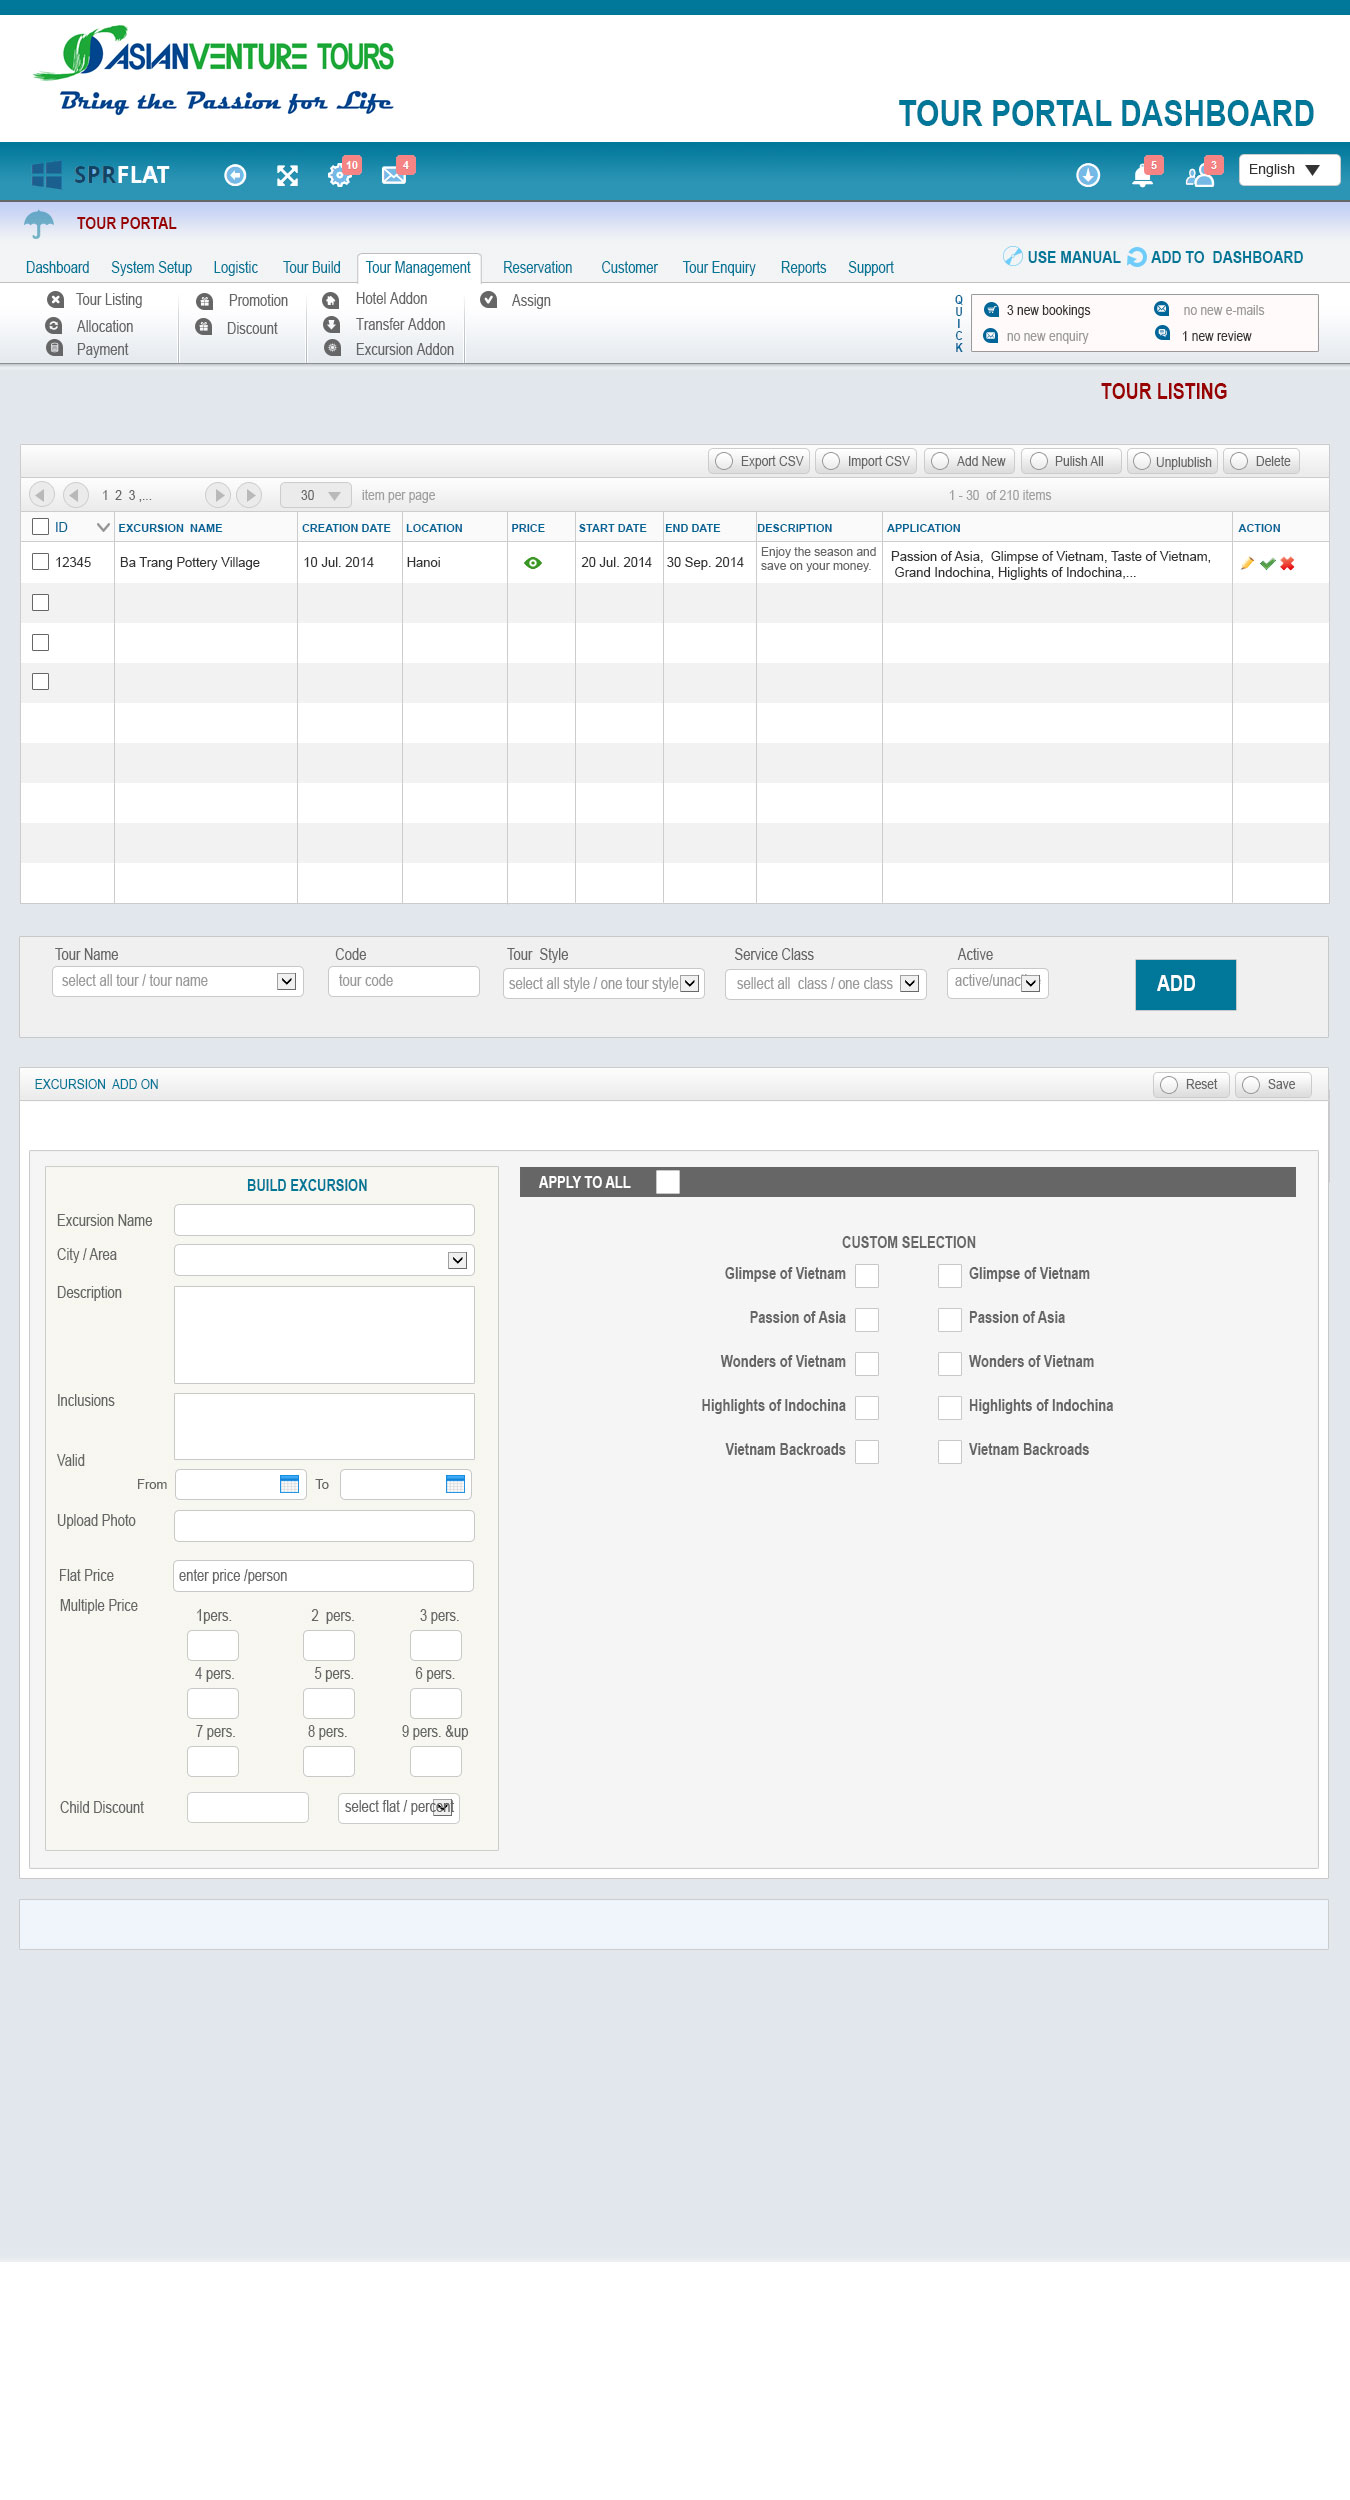 ASIANVENTURE TOURS
Bring the Passion for Life
TOUR PORTAL DASHBOARD
SPRFLAT
10
4
5
3
English
TOUR PORTAL
USE MANUAL
ADD TO  DASHBOARD
Dashboard
System Setup
Logistic
Tour Build
Tour Management
Reservation
Customer
Tour Enquiry
Reports
Support
Tour Listing
Allocation
Payment
Promotion
Discount
Hotel Addon
Transfer Addon
Excursion Addon
Assign
QUICK
3 new bookings
no new e-mails
no new enquiry
1 new review
TOUR LISTING
Export CSV
Import CSV
Add New
Pulish All
Unplublish
Delete
1 2 3 ,...
30
item per page
1 - 30  of 210 items
ID
EXCURSION  NAME
CREATION DATE
LOCATION
PRICE
START DATE
END DATE
DESCRIPTION
APPLICATION
ACTION
12345
Ba Trang Pottery Village
10 Jul. 2014
Hanoi
20 Jul. 2014
30 Sep. 2014
Enjoy the season and
save on your money.
Passion of Asia,  Glimpse of Vietnam, Taste of Vietnam,
Grand Indochina, Higlights of Indochina,...
Tour Name
Code
Tour  Style
Service Class
Active
select all tour / tour name
tour code
select all style / one tour style
sellect all  class / one class
active/unac
ADD
EXCURSION  ADD ON
Reset
Save
BUILD EXCURSION
Excursion Name
City / Area
Description
Inclusions
Valid
From
To
Upload Photo
Flat Price
enter price /person
Multiple Price
1pers.
2  pers.
3 pers.
4 pers.
5 pers.
6 pers.
7 pers.
8 pers.
9 pers. &up
Child Discount
select flat / percent
APPLY TO ALL
CUSTOM SELECTION
Glimpse of Vietnam
Glimpse of Vietnam
Passion of Asia
Passion of Asia
Wonders of Vietnam
Wonders of Vietnam
Highlights of Indochina
Highlights of Indochina
Vietnam Backroads
Vietnam Backroads